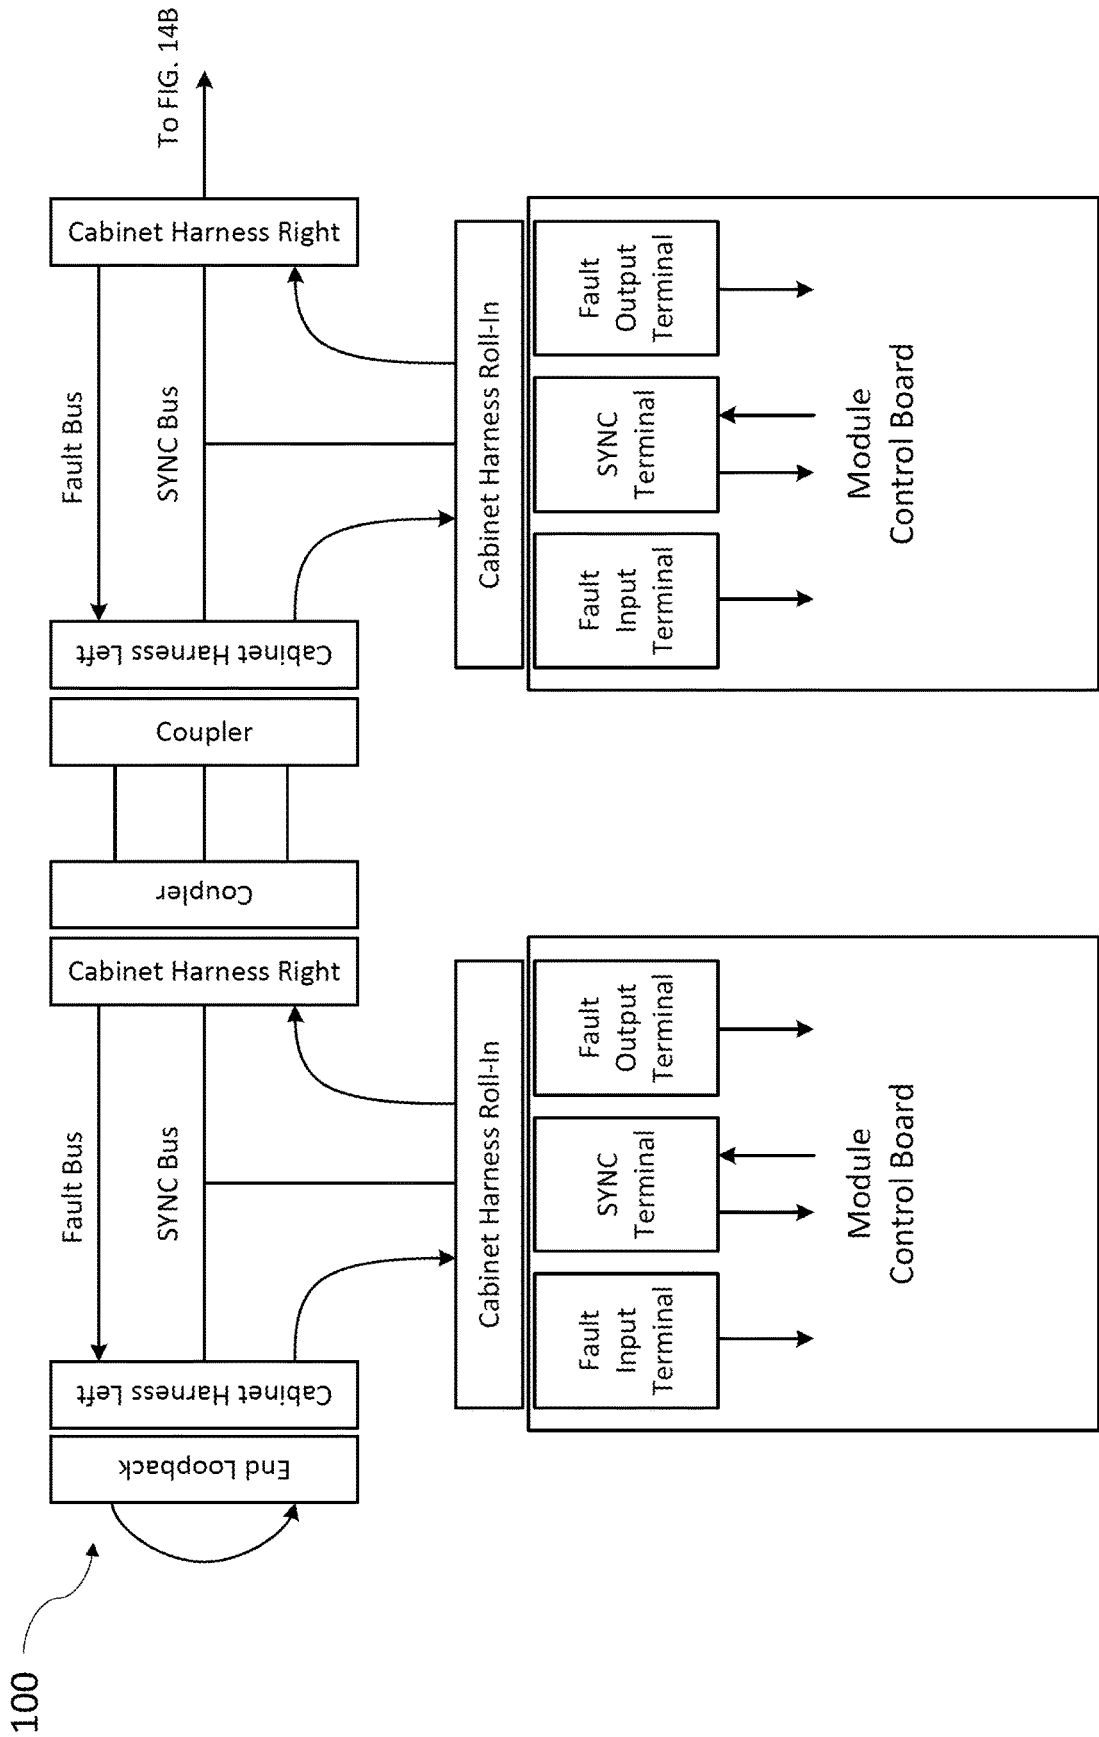 100
End Loopback
Cabinet Harness Left
Fault Bus
SYNC Bus
Cabinet Harness Right
Coupler
Coupler
Cabinet Harness Left
Fault Bus
SYNC Bus
Cabinet Harness Right
To FIG. 14B
Cabinet Harness Roll-In
Fault
Input
Terminal
SYNC
Terminal
Fault
Output
Terminal
Module
Control Board
Cabinet Harness Roll-In
Fault
Input
Terminal
SYNC
Terminal
Fault
Output
Terminal
Module
Control Board